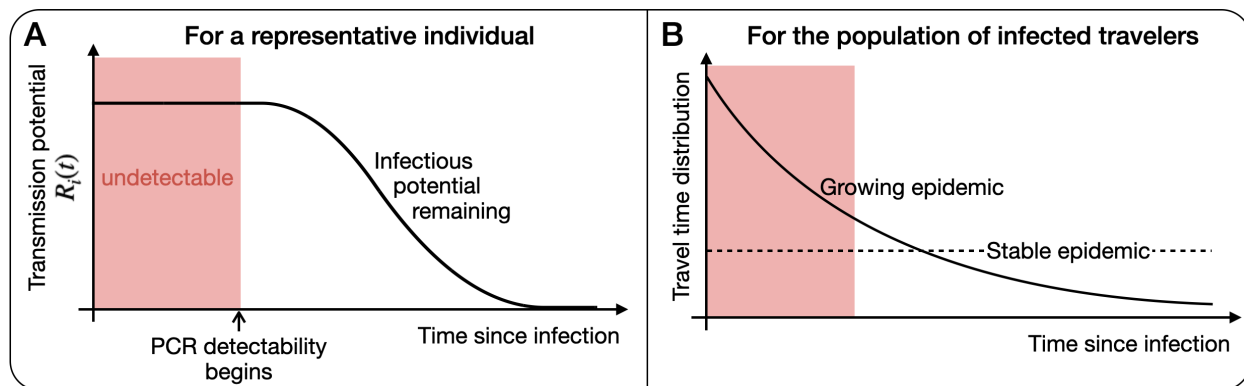 A
For a representative individual
Transmission potential
R_i(t)
undetectable
Infectious
potential
remaining
Time since infection
PCR detectability
begins
B
For the population of infected travelers
Travel time distribution
Growing epidemic
Stable epidemic
Time since infection